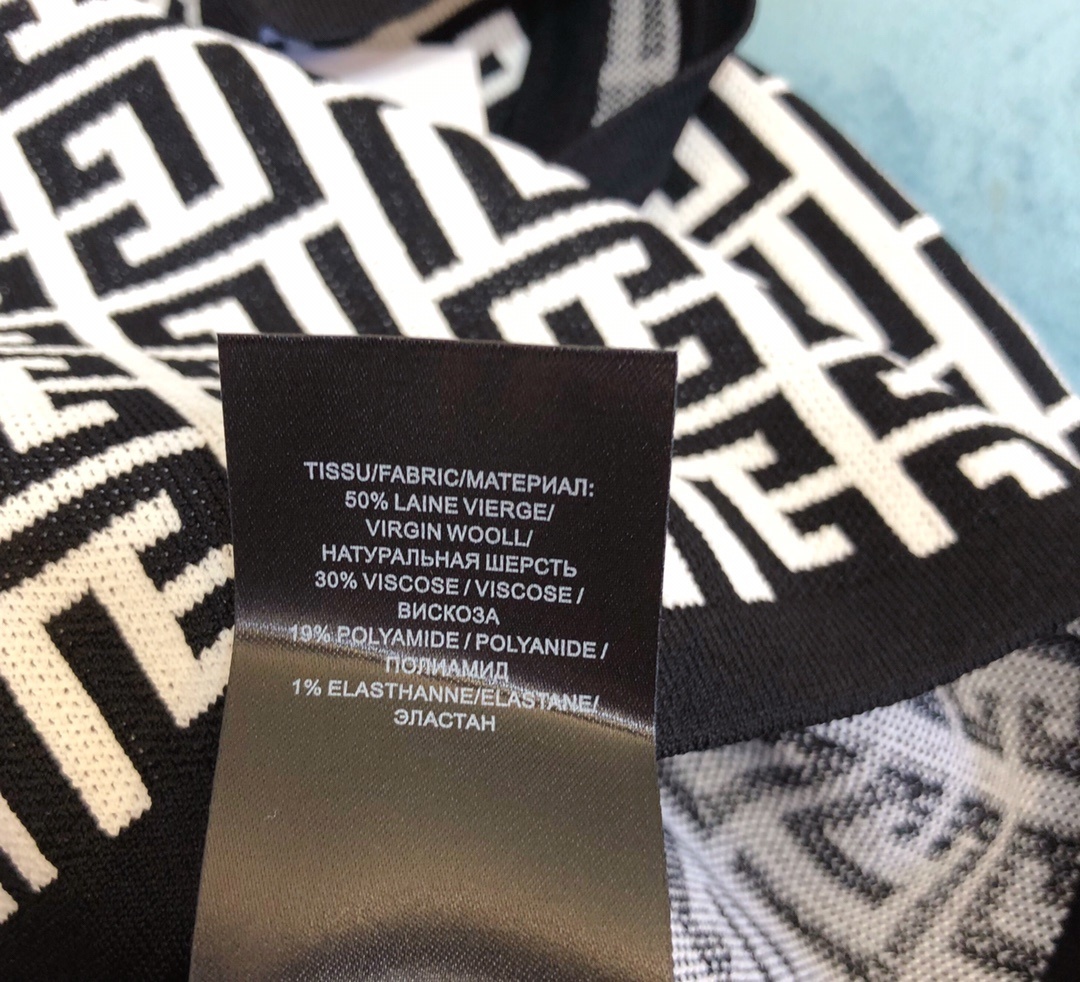 TISSU/FABRIC/МАТЕРИАЛ:
50% LAINE VIERGE/
VIRGIN WOOLL/
НАТУРАЛЬНАЯ ШЕРСТЬ
30% VISCOSE / VISCOSE /
ВИСКОЗА
19% POLYAMIDE / POLYANIDE /
ПОЛИАМИД
1% ELASTHANNE/ELASTANE/
ЭЛАСТАН